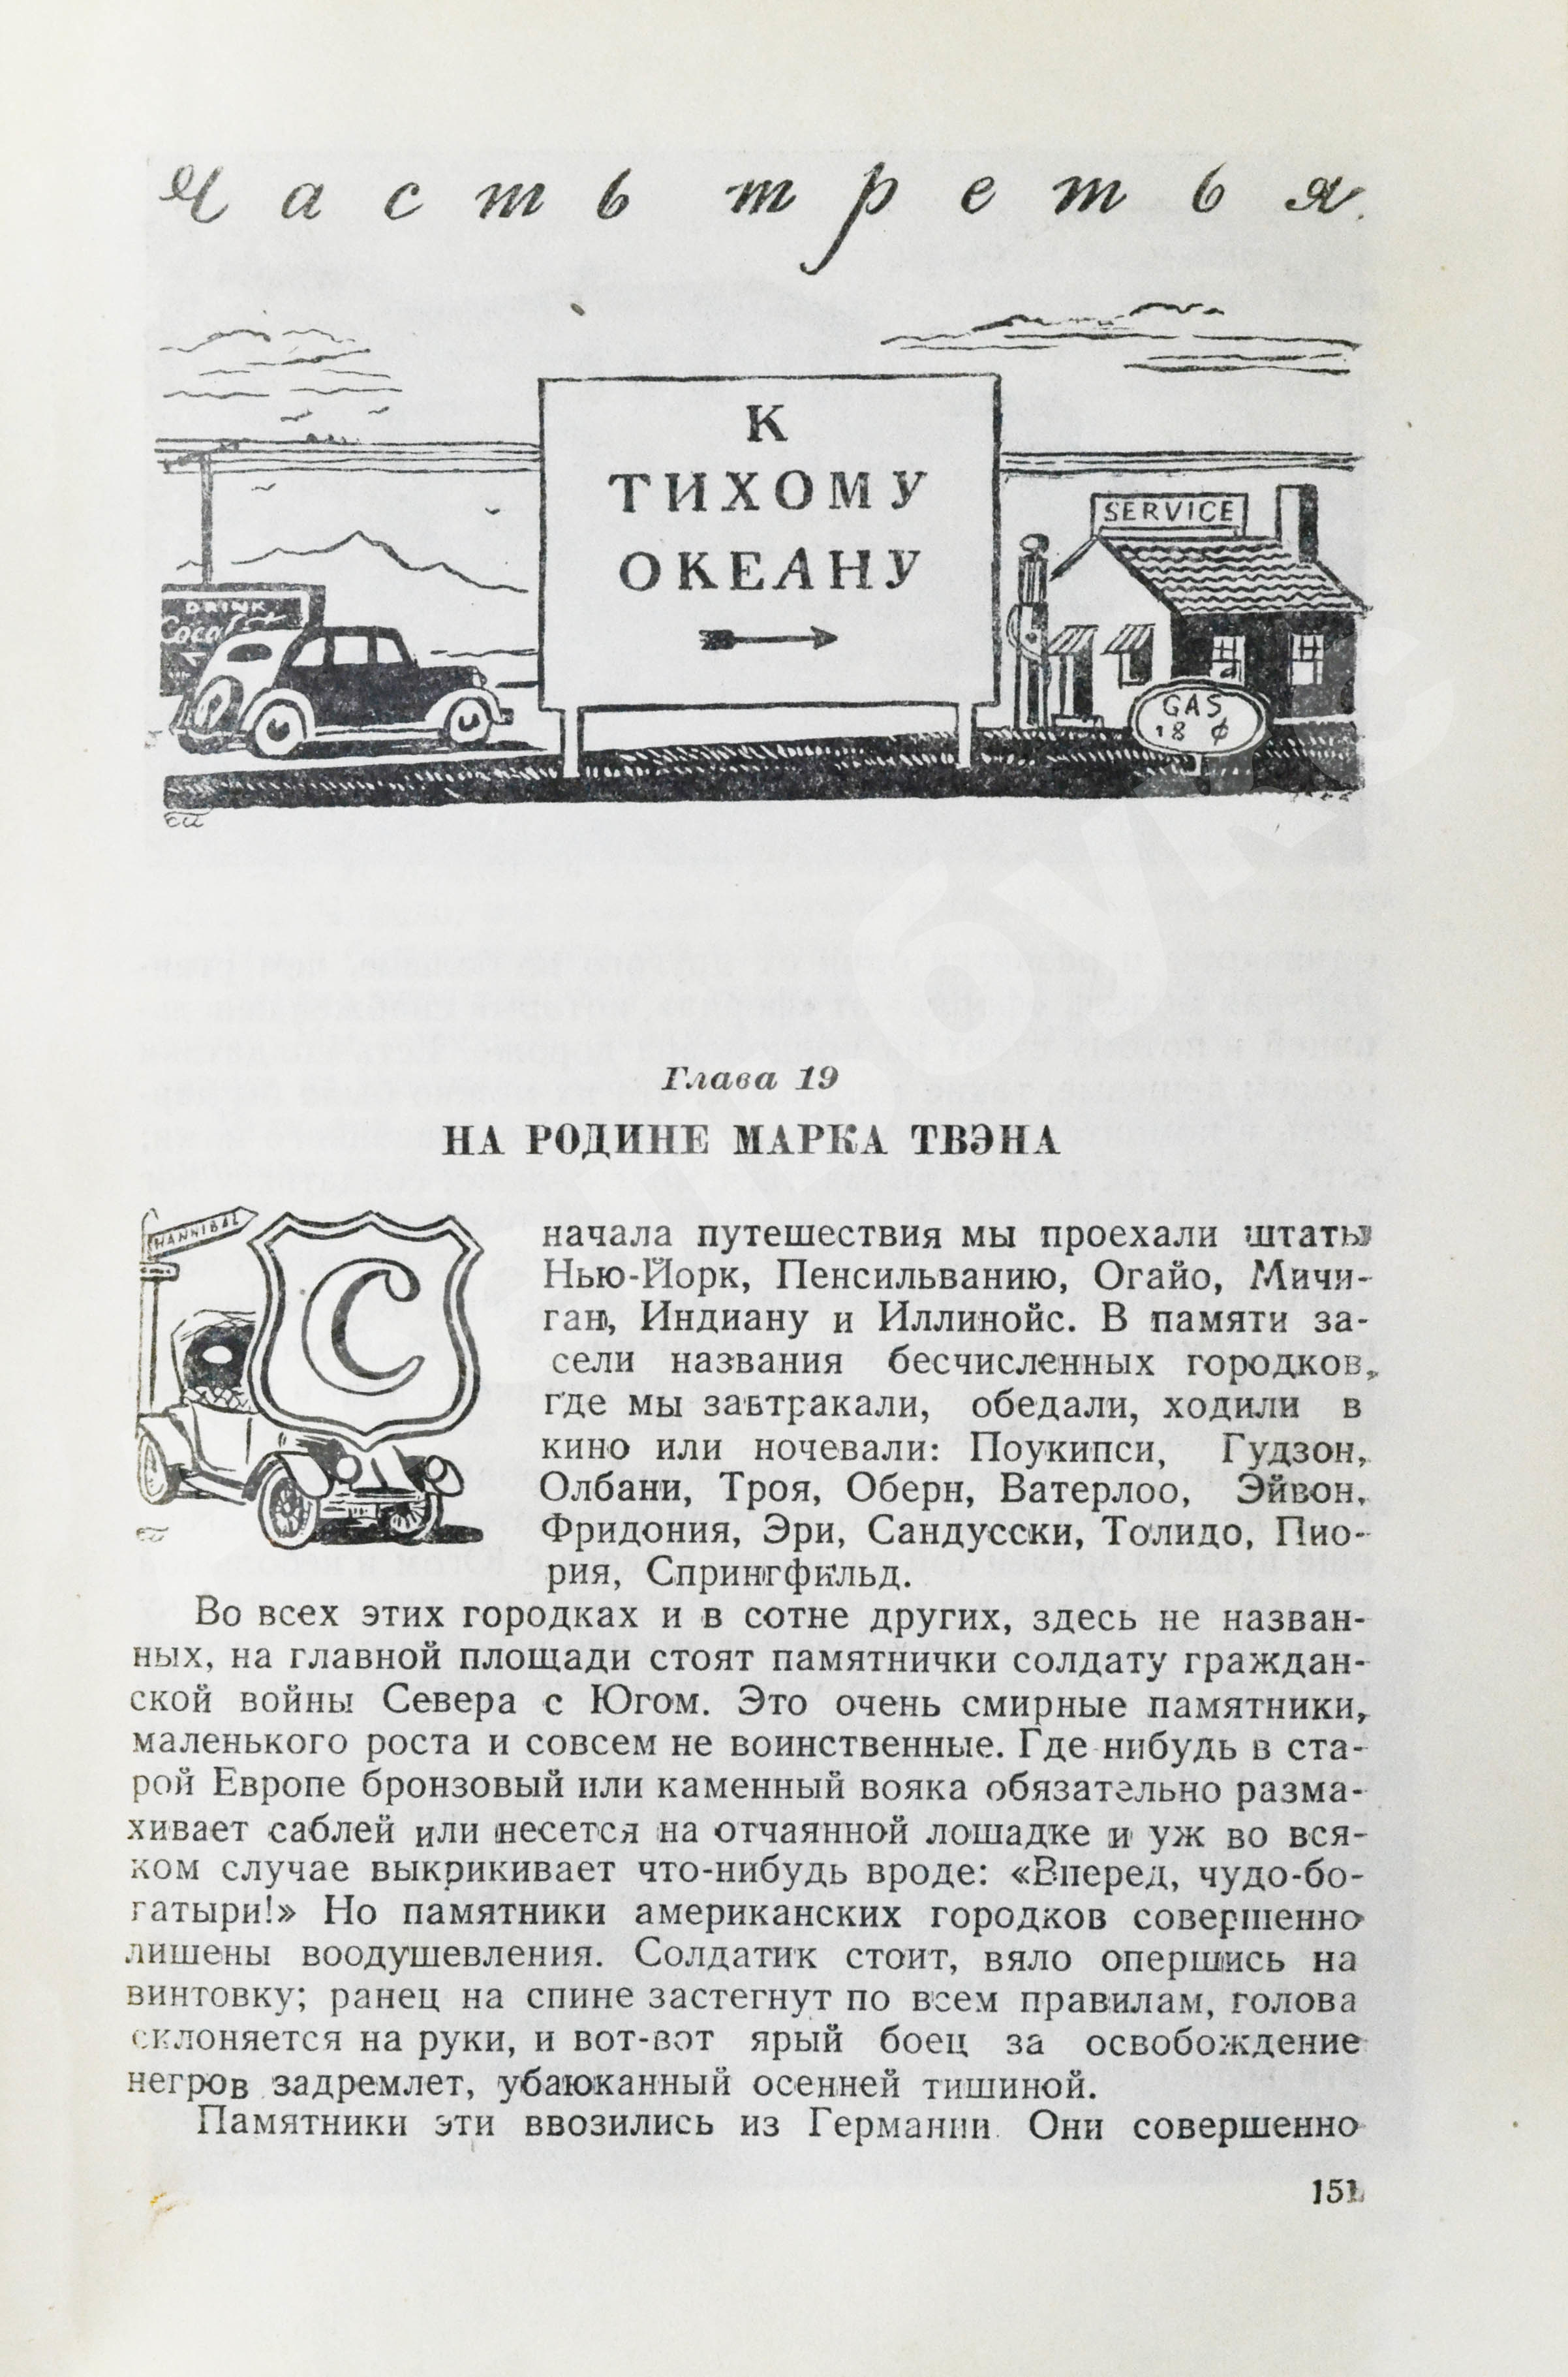 Часть третья
К
ТИХОМУ
ОКЕАНУ
SERVICE
DRINK
GAS
18 ¢
Глава 19
НА РОДИНЕ МАРКА ТВЭНА
HANNIBAL
С
начала путешествия мы проехали штаты
Нью-Йорк, Пенсильванию, Огайо, Мичи-
ган, Индиану и Иллинойс. В памяти за-
сели названия бесчисленных городков,
где мы завтракали, обедали, ходили в
кино или ночевали: Поукипси, Гудзон,
Олбани, Троя, Оберн, Ватерлоо, Эйвон,
Фридония, Эри, Сандусски, Толидо, Пио-
рия, Спрингфильд.
Во всех этих городках и в сотне других, здесь не назван-
ных, на главной площади стоят памятнички солдату граждан-
ской войны Севера с Югом. Это очень смирные памятники,
маленького роста и совсем не воинственные. Где-нибудь в ста-
рой Европе бронзовый или каменный вояка обязательно разма-
хивает саблей или несется на отчаянной лошадке и уж во вся-
ком случае выкрикивает что-нибудь вроде: «Вперед, чудо-бо-
гатыри!» Но памятники американских городков совершенно
лишены воодушевления. Солдатик стоит, вяло опершись на
винтовку; ранец на спине застегнут по всем правилам, голова
склоняется на руки, и вот-вот ярый боец за освобождение
негров задремлет, убаюканный осенней тишиной.
Памятники эти ввозились из Германии. Они совершенно
151